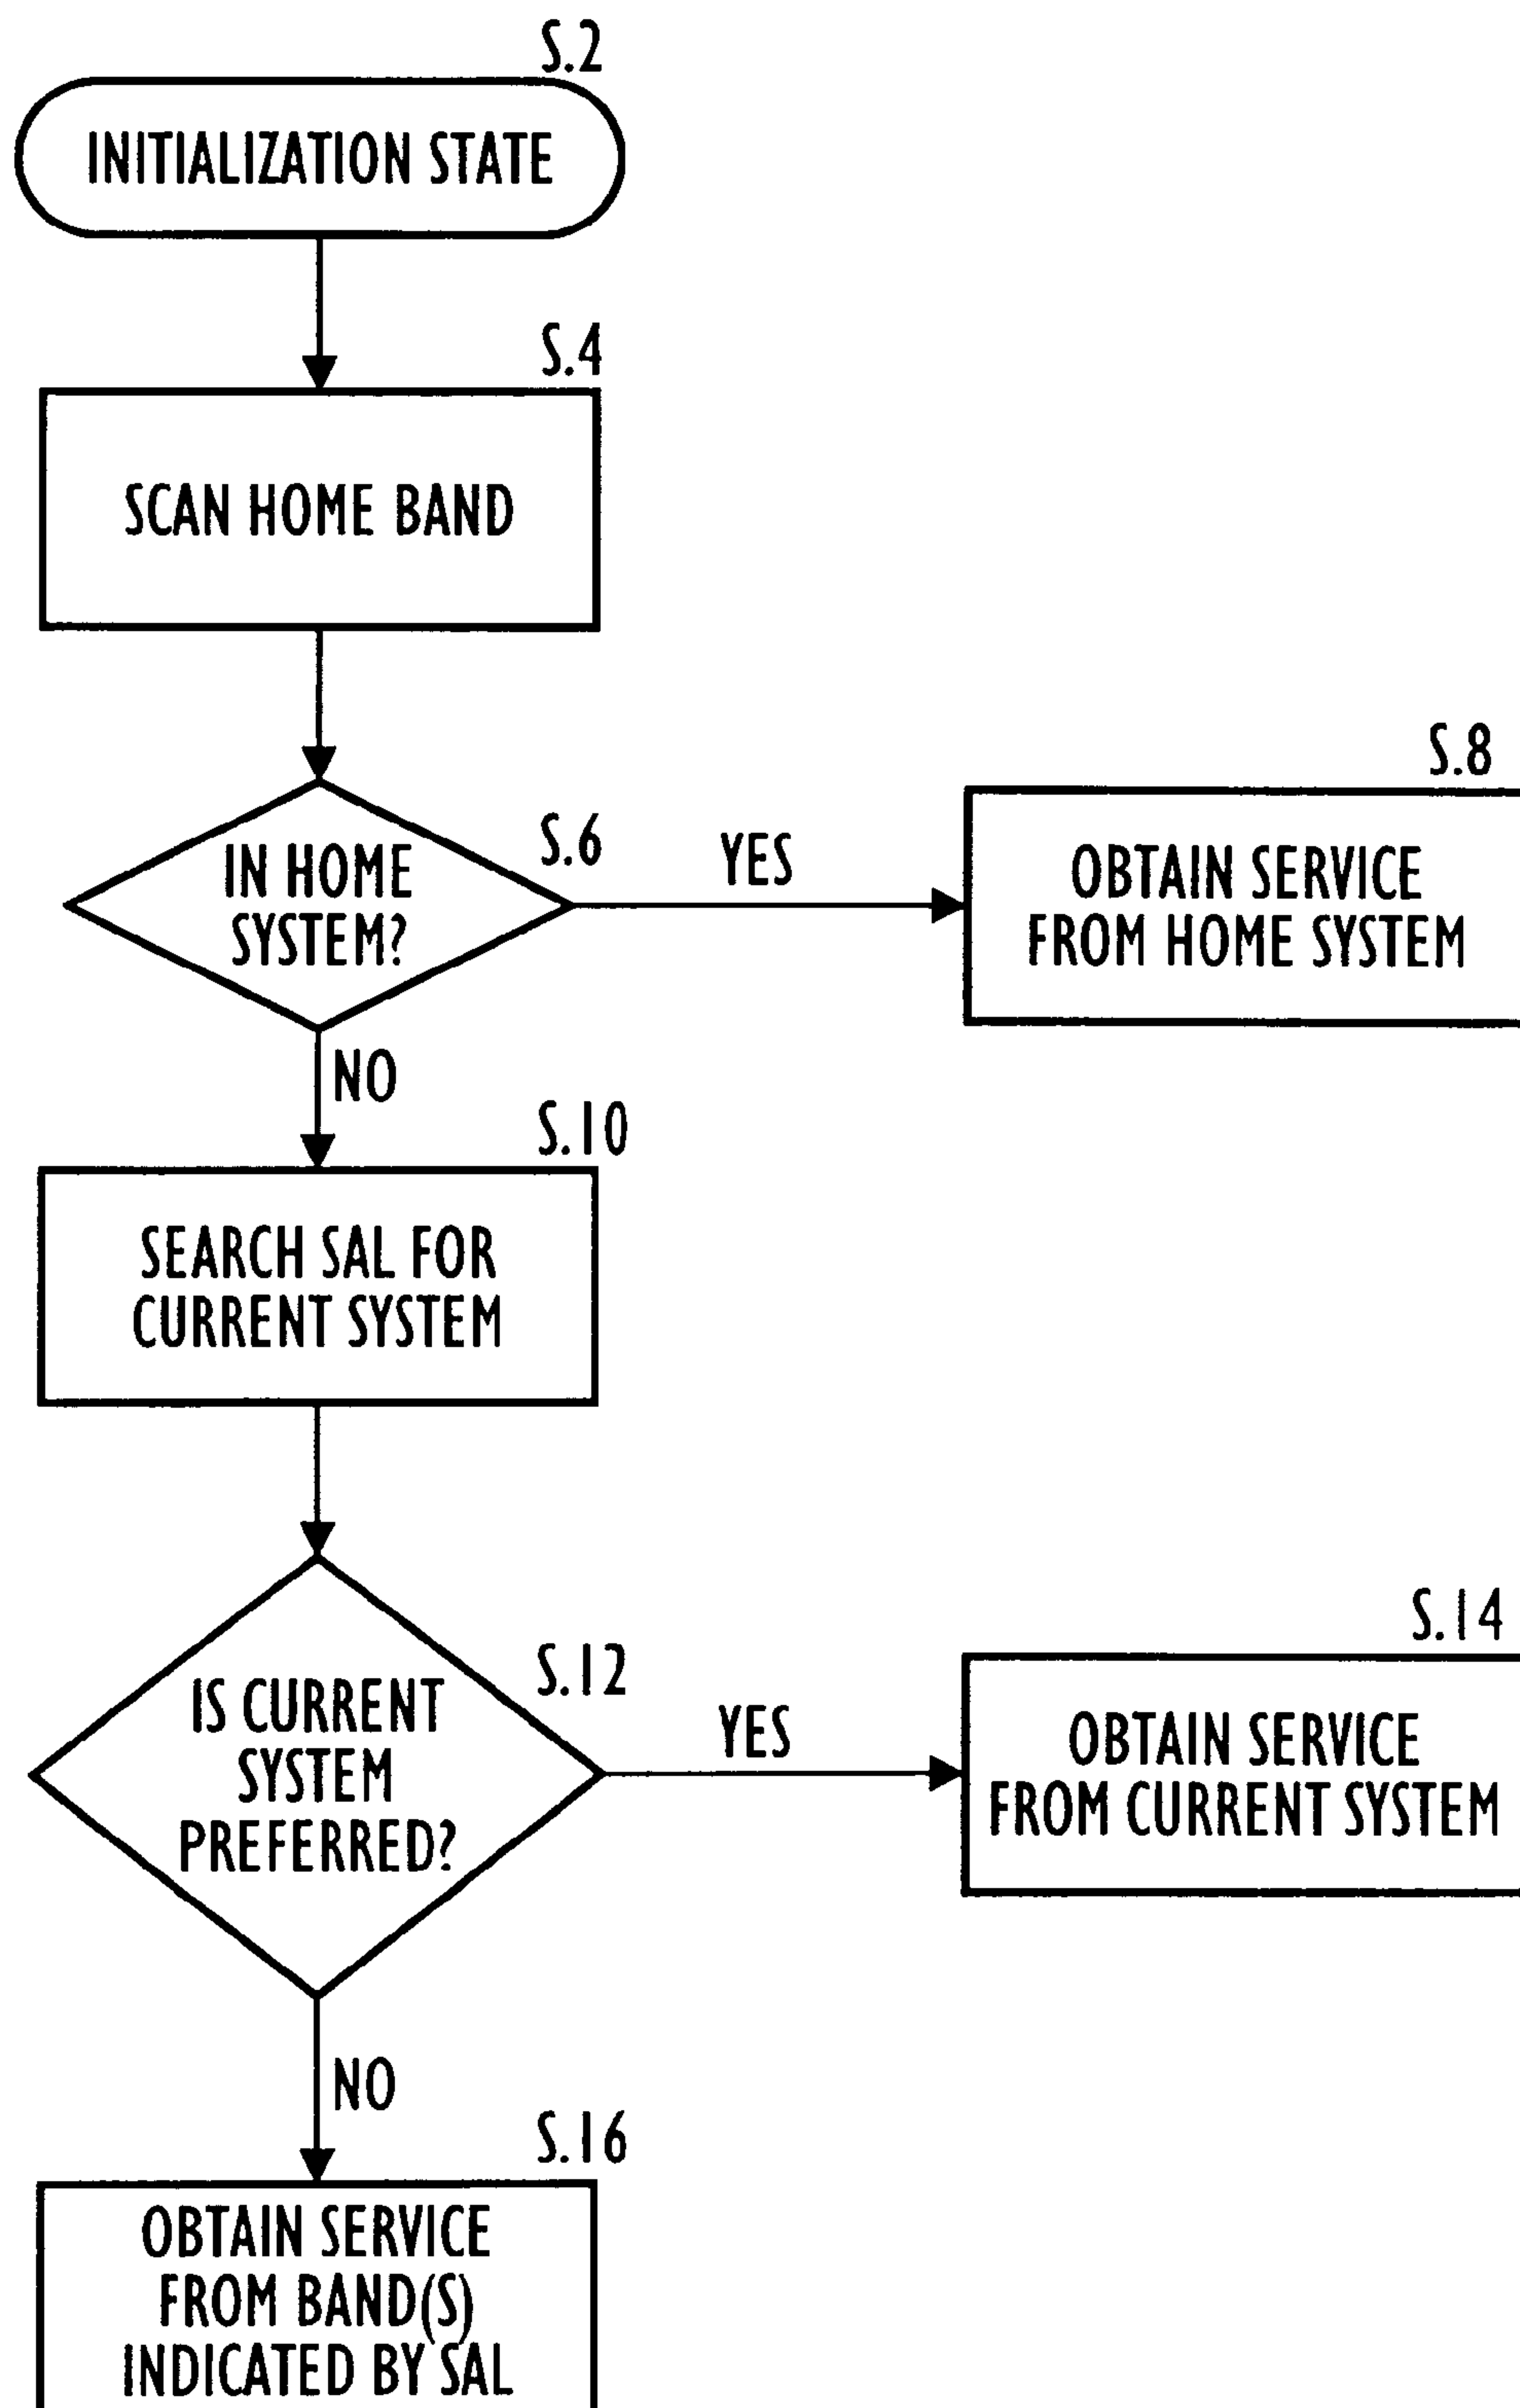 S.2
INITIALIZATION STATE
S.4
SCAN HOME BAND
S.6
IN HOME
SYSTEM?
YES
S.8
OBTAIN SERVICE
FROM HOME SYSTEM
NO
S.10
SEARCH SAL FOR
CURRENT SYSTEM
S.12
IS CURRENT
SYSTEM
PREFERRED?
YES
S.14
OBTAIN SERVICE
FROM CURRENT SYSTEM
NO
S.16
OBTAIN SERVICE
FROM BAND(S)
INDICATED BY SAL